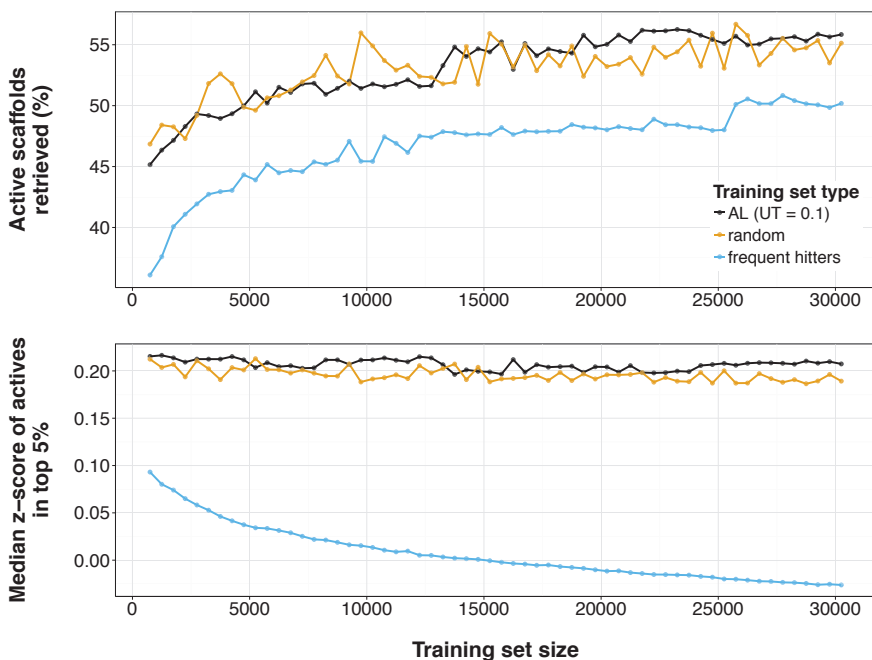 Active scaffolds
retrieved (%)
55
50
45
40
Training set type
AL (UT = 0.1)
random
frequent hitters
0
5000
10000
15000
20000
25000
30000
Median z−score of actives
in top 5%
0.20
0.15
0.10
0.05
0.00
0
5000
10000
15000
20000
25000
30000
Training set size